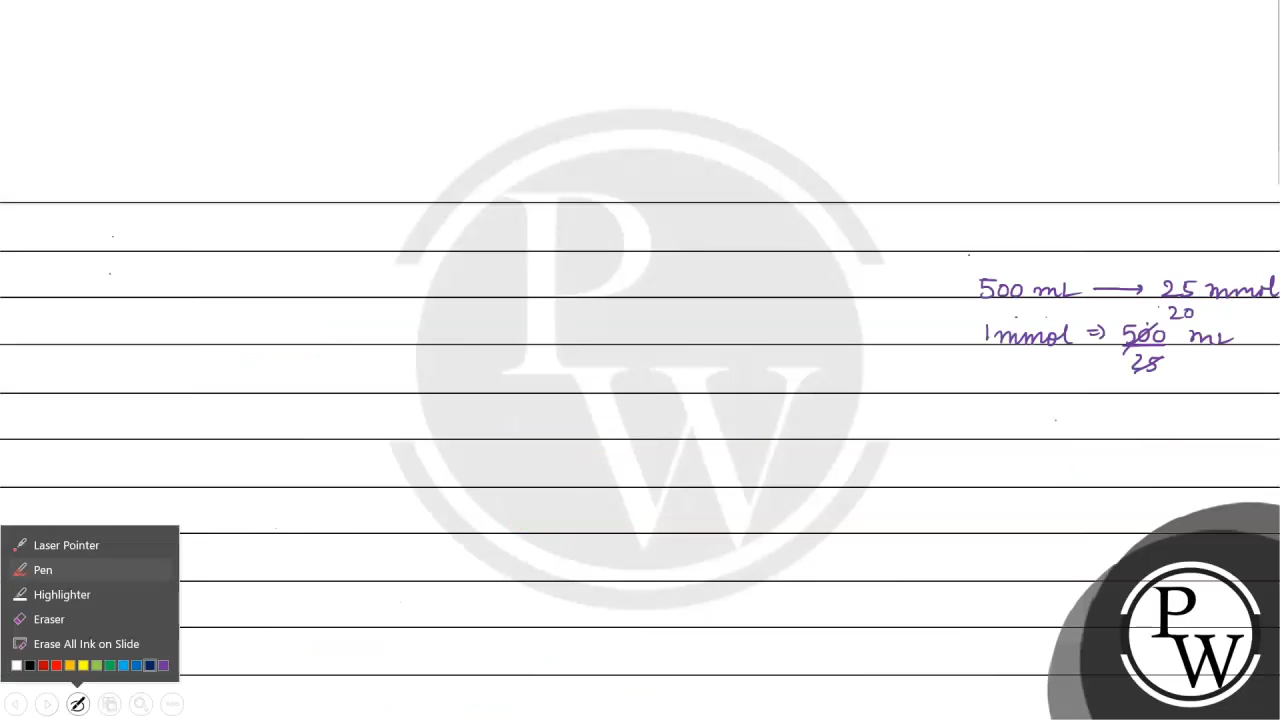 P
W
500 mL ⟶ 25 mmol
20
1 mmol ⇒ 500 mL
25
Laser Pointer
Pen
Highlighter
Eraser
Erase All Ink on Slide
P
W